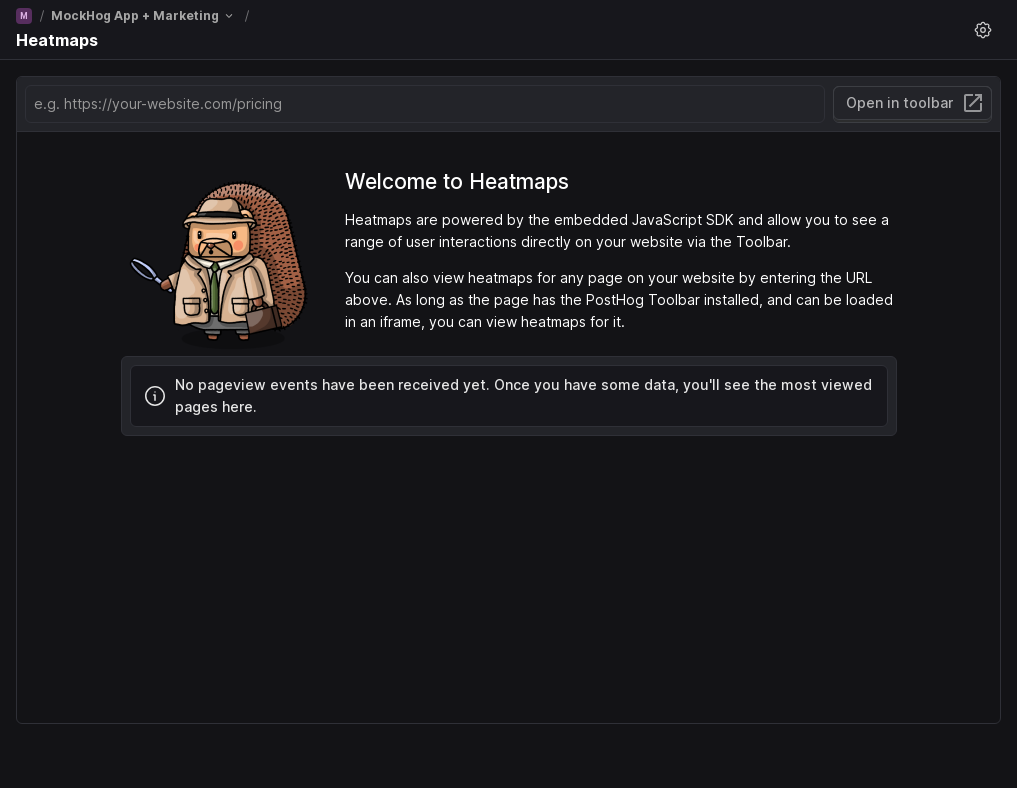 M / MockHog App + Marketing /
Heatmaps
e.g. https://your-website.com/pricing
Open in toolbar
Welcome to Heatmaps
Heatmaps are powered by the embedded JavaScript SDK and allow you to see a
range of user interactions directly on your website via the Toolbar.
You can also view heatmaps for any page on your website by entering the URL
above. As long as the page has the PostHog Toolbar installed, and can be loaded
in an iframe, you can view heatmaps for it.
No pageview events have been received yet. Once you have some data, you'll see the most viewed
pages here.